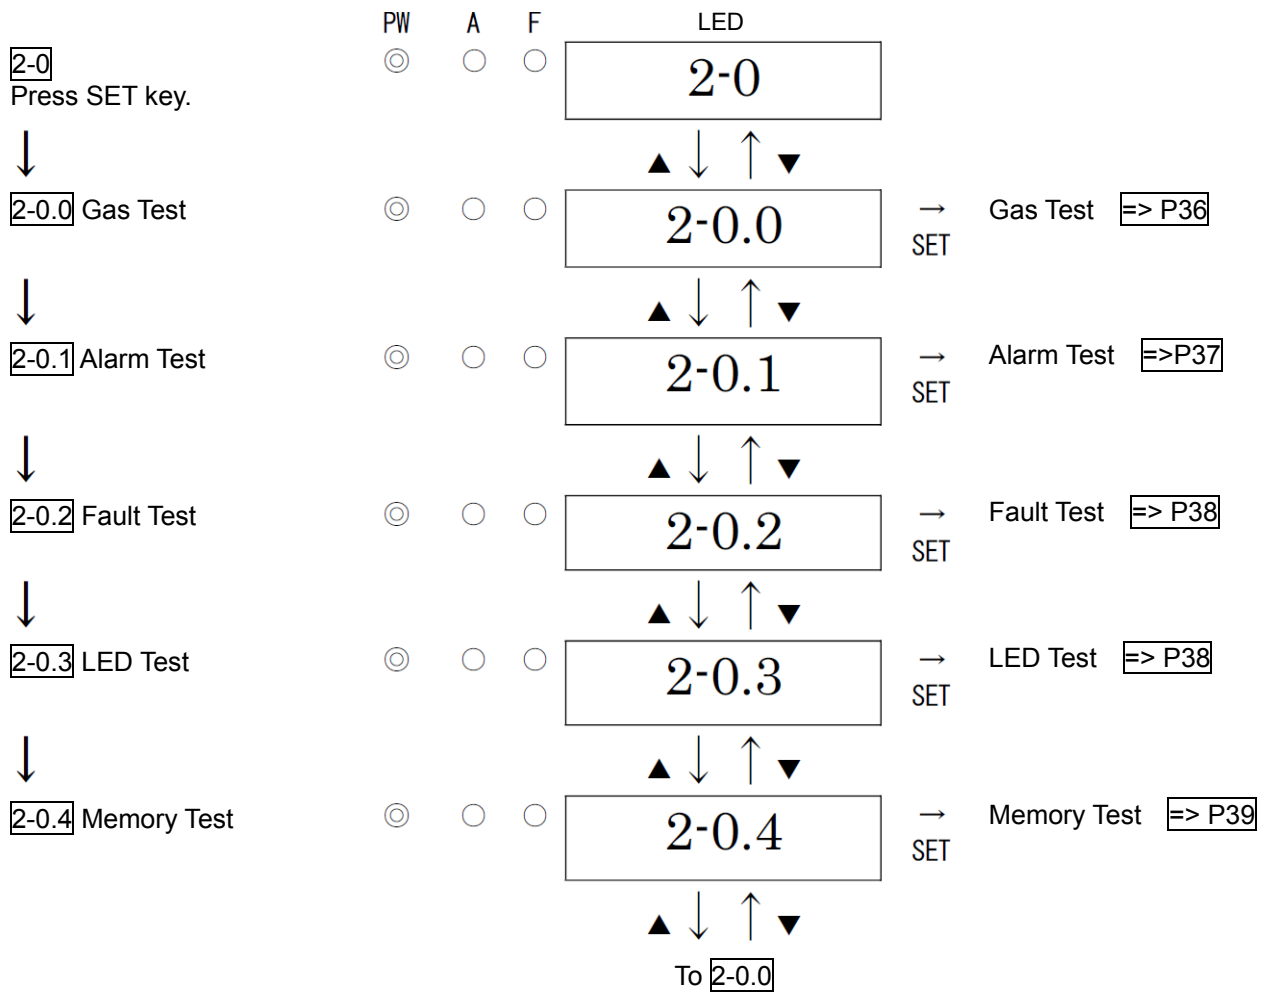 PW A F LED
2-0 ◎ ○ ○ 2-0
Press SET key.
↓ ▲ ↓ ↑ ▼
2-0.0 Gas Test ◎ ○ ○ 2-0.0 → Gas Test => P36
SET
↓ ▲ ↓ ↑ ▼
2-0.1 Alarm Test ◎ ○ ○ 2-0.1 → Alarm Test =>P37
SET
↓ ▲ ↓ ↑ ▼
2-0.2 Fault Test ◎ ○ ○ 2-0.2 → Fault Test => P38
SET
↓ ▲ ↓ ↑ ▼
2-0.3 LED Test ◎ ○ ○ 2-0.3 → LED Test => P38
SET
↓ ▲ ↓ ↑ ▼
2-0.4 Memory Test ◎ ○ ○ 2-0.4 → Memory Test => P39
SET
▲ ↓ ↑ ▼
To 2-0.0